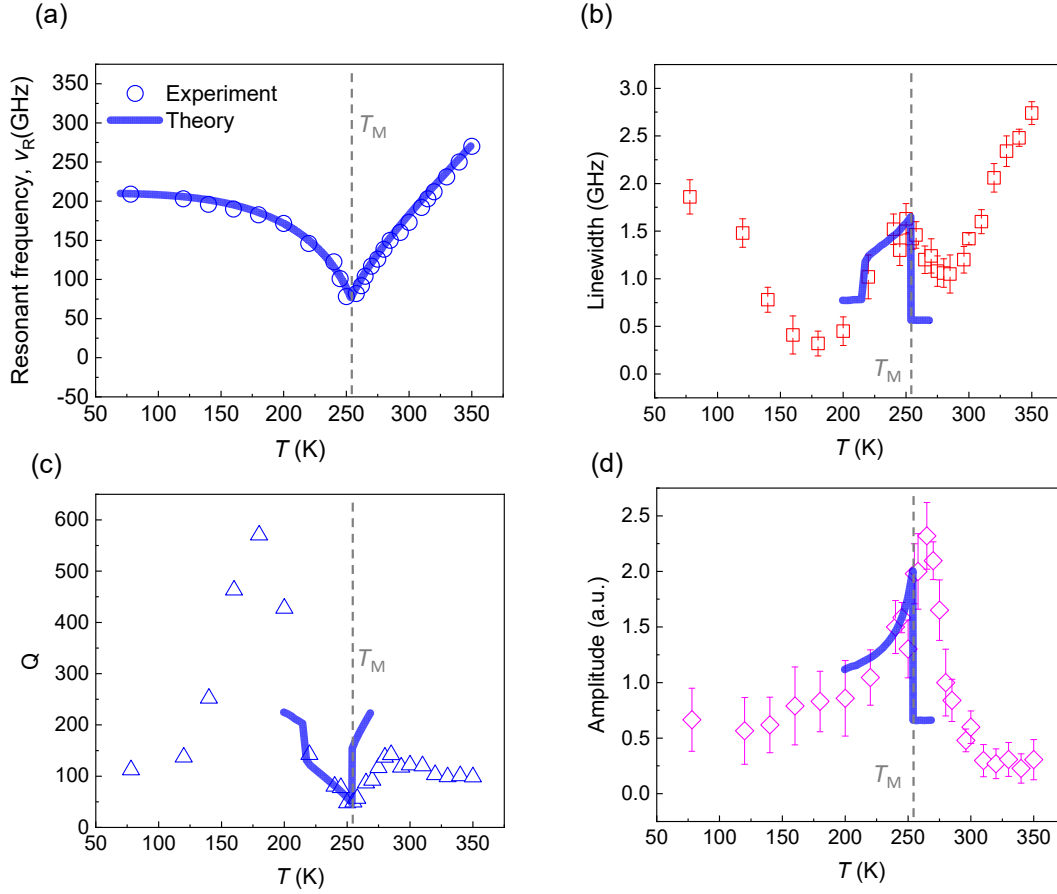 (a)
Resonant frequency, νR(GHz)
350
300
250
200
150
100
50
0
-50
Experiment
Theory
TM
50 100 150 200 250 300 350
T (K)
(b)
Linewidth (GHz)
3.0
2.5
2.0
1.5
1.0
0.5
0.0
TM
50 100 150 200 250 300 350
T (K)
(c)
Q
600
500
400
300
200
100
0
TM
50 100 150 200 250 300 350
T (K)
(d)
Amplitude (a.u.)
2.5
2.0
1.5
1.0
0.5
0.0
TM
50 100 150 200 250 300 350
T (K)